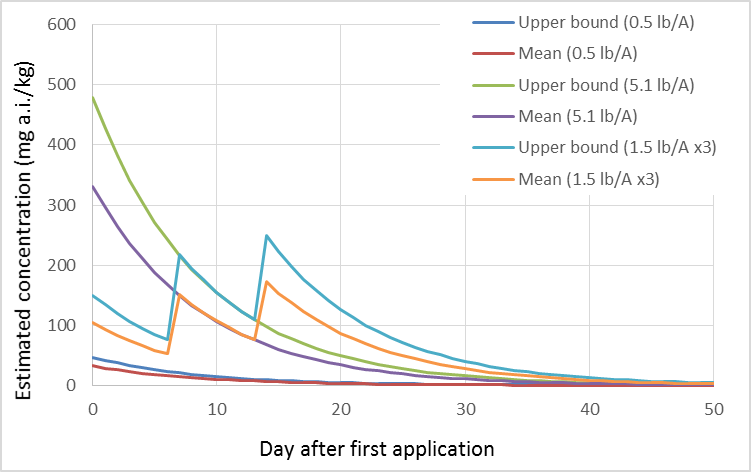 600
500
400
300
200
100
0
Estimated concentration (mg a.i./kg)
Upper bound (0.5 lb/A)
Mean (0.5 lb/A)
Upper bound (5.1 lb/A)
Mean (5.1 lb/A)
Upper bound (1.5 lb/A x3)
Mean (1.5 lb/A x3)
0 10 20 30 40 50
Day after first application